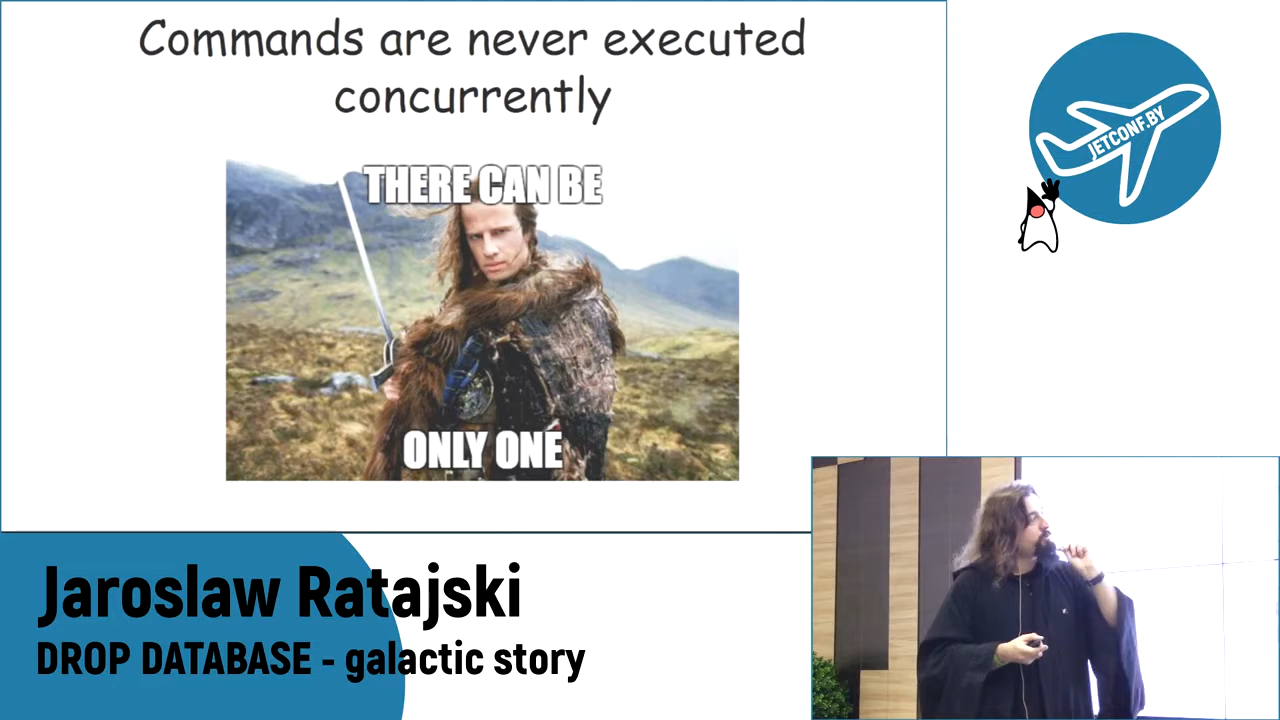 Commands are never executed
concurrently
THERE CAN BE
ONLY ONE
JETCONF.BY
Jaroslaw Ratajski
DROP DATABASE - galactic story